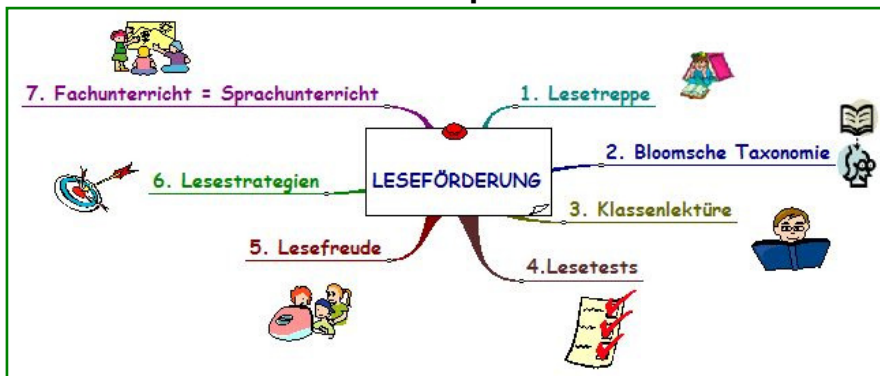 LESEFÖRDERUNG
1. Lesetreppe
2. Bloomsche Taxonomie
3. Klassenlektüre
4.Lesetests
5. Lesefreude
6. Lesestrategien
7. Fachunterricht = Sprachunterricht